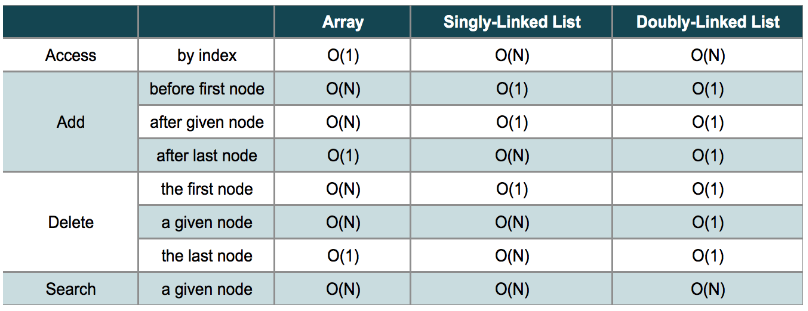 Array Singly-Linked List Doubly-Linked List
Access by index O(1) O(N) O(N)
before first node O(N) O(1) O(1)
Add after given node O(N) O(1) O(1)
after last node O(1) O(N) O(1)
the first node O(N) O(1) O(1)
Delete a given node O(N) O(N) O(1)
the last node O(1) O(N) O(1)
Search a given node O(N) O(N) O(N)